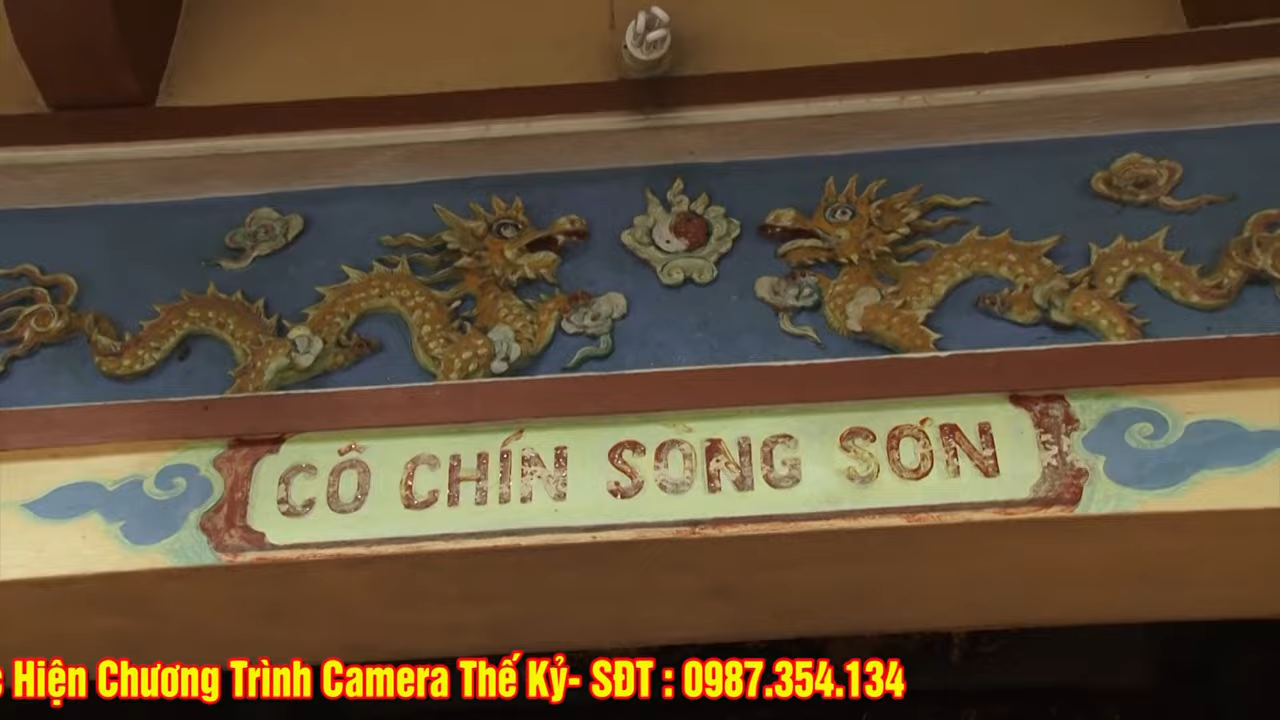 CÔ CHÍN SONG SƠN
Hiện Chương Trình Camera Thế Kỷ- SĐT : 0987.354.134